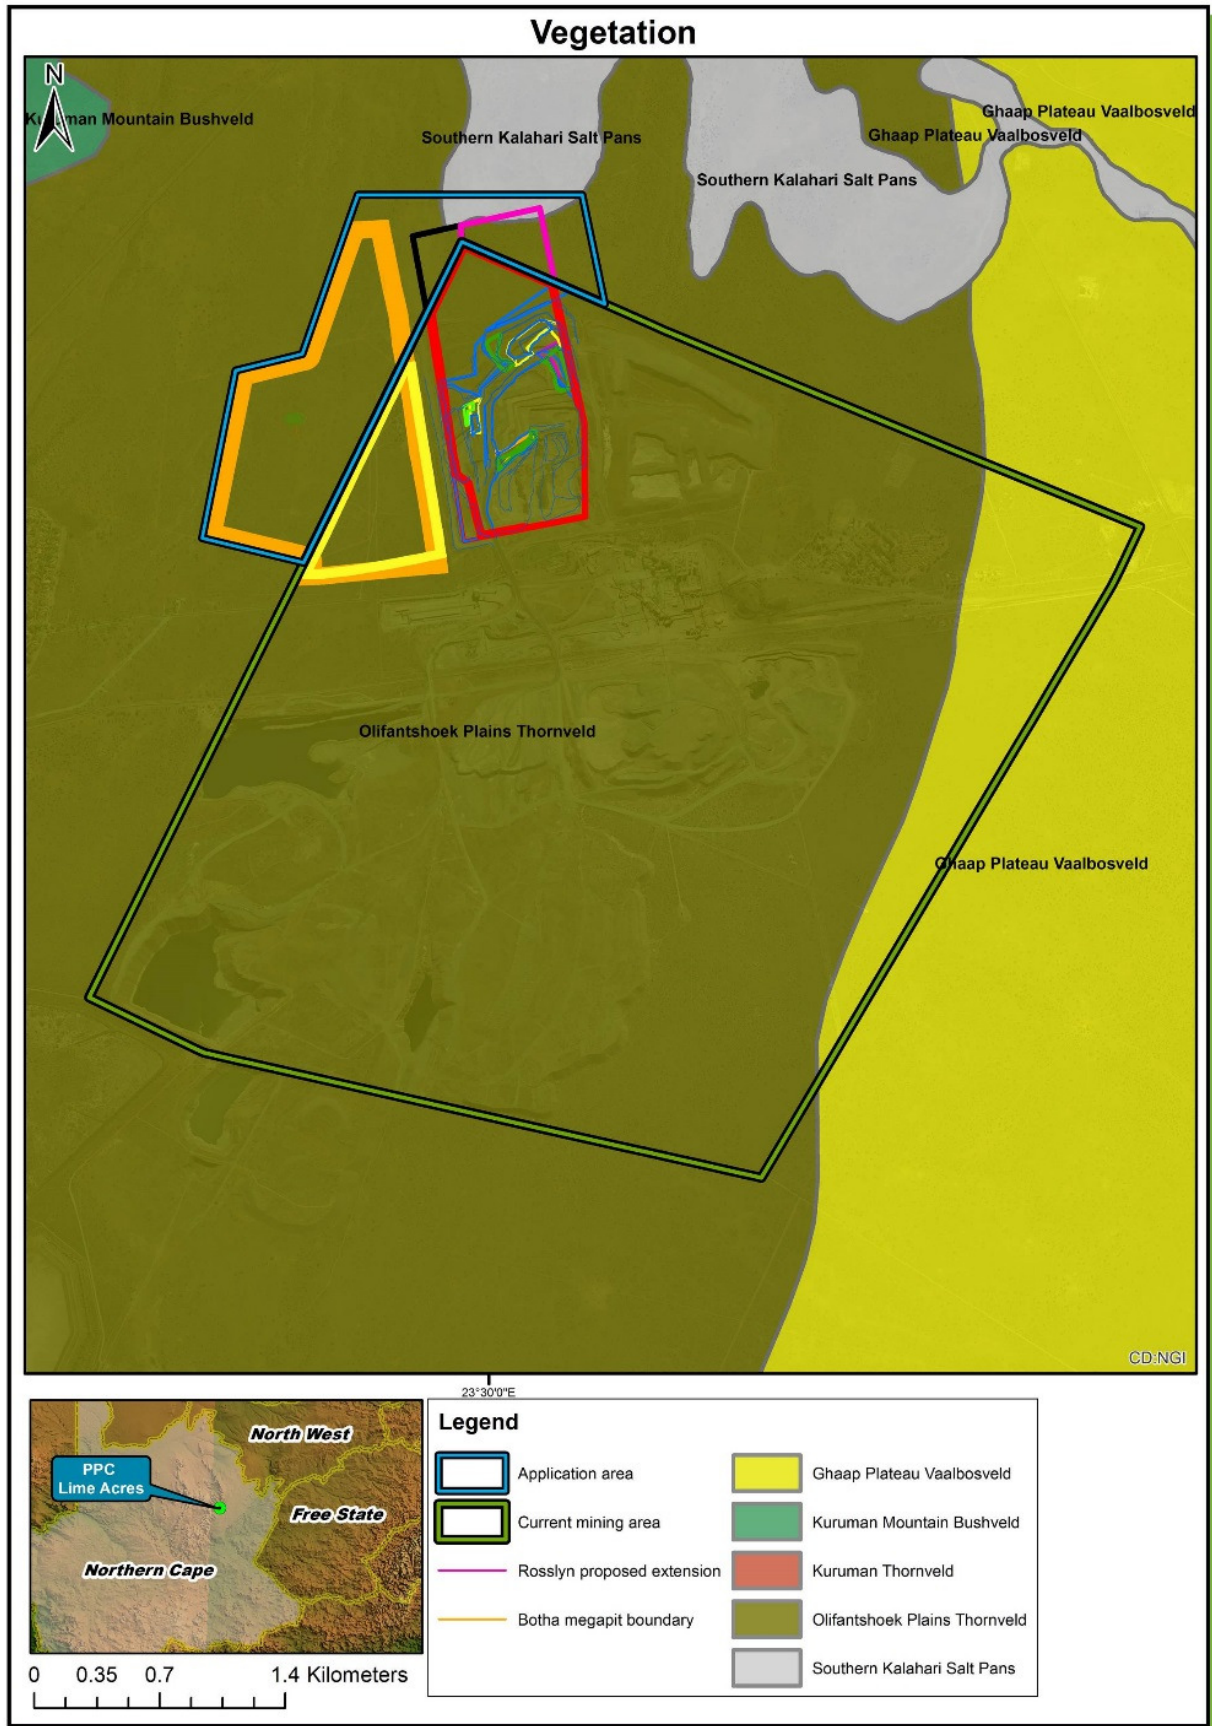 Vegetation
N
Kuruman Mountain Bushveld
Southern Kalahari Salt Pans
Ghaap Plateau Vaalbosveld
Ghaap Plateau Vaalbosveld
Southern Kalahari Salt Pans
Olifantshoek Plains Thornveld
Ghaap Plateau Vaalbosveld
CD:NGI
23°30'0"E
North West
PPC
Lime Acres
Free State
Northern Cape
0 0.35 0.7 1.4 Kilometers
Legend
Application area
Current mining area
Rosslyn proposed extension
Botha megapit boundary
Ghaap Plateau Vaalbosveld
Kuruman Mountain Bushveld
Kuruman Thornveld
Olifantshoek Plains Thornveld
Southern Kalahari Salt Pans